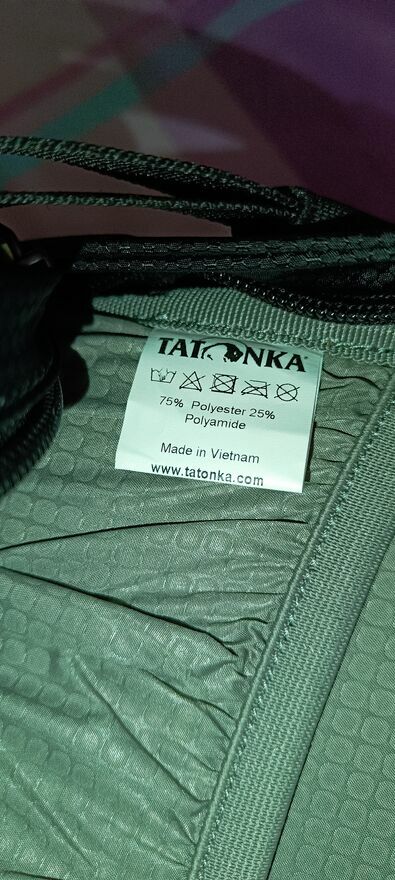 TATONKA
75% Polyester 25%
Polyamide
Made in Vietnam
www.tatonka.com